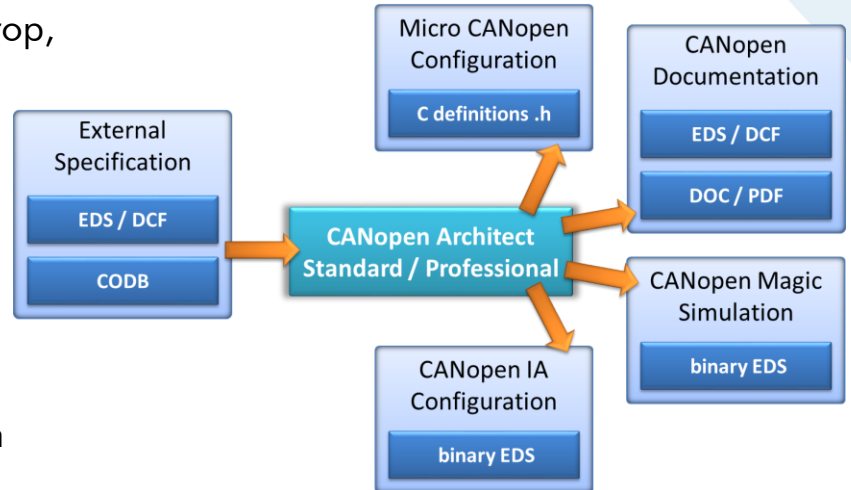 rop,
Micro CANopen
Configuration
C definitions .h
CANopen
Documentation
EDS / DCF
DOC / PDF
External
Specification
EDS / DCF
CODB
CANopen Architect
Standard / Professional
CANopen Magic
Simulation
binary EDS
CANopen IA
Configuration
binary EDS